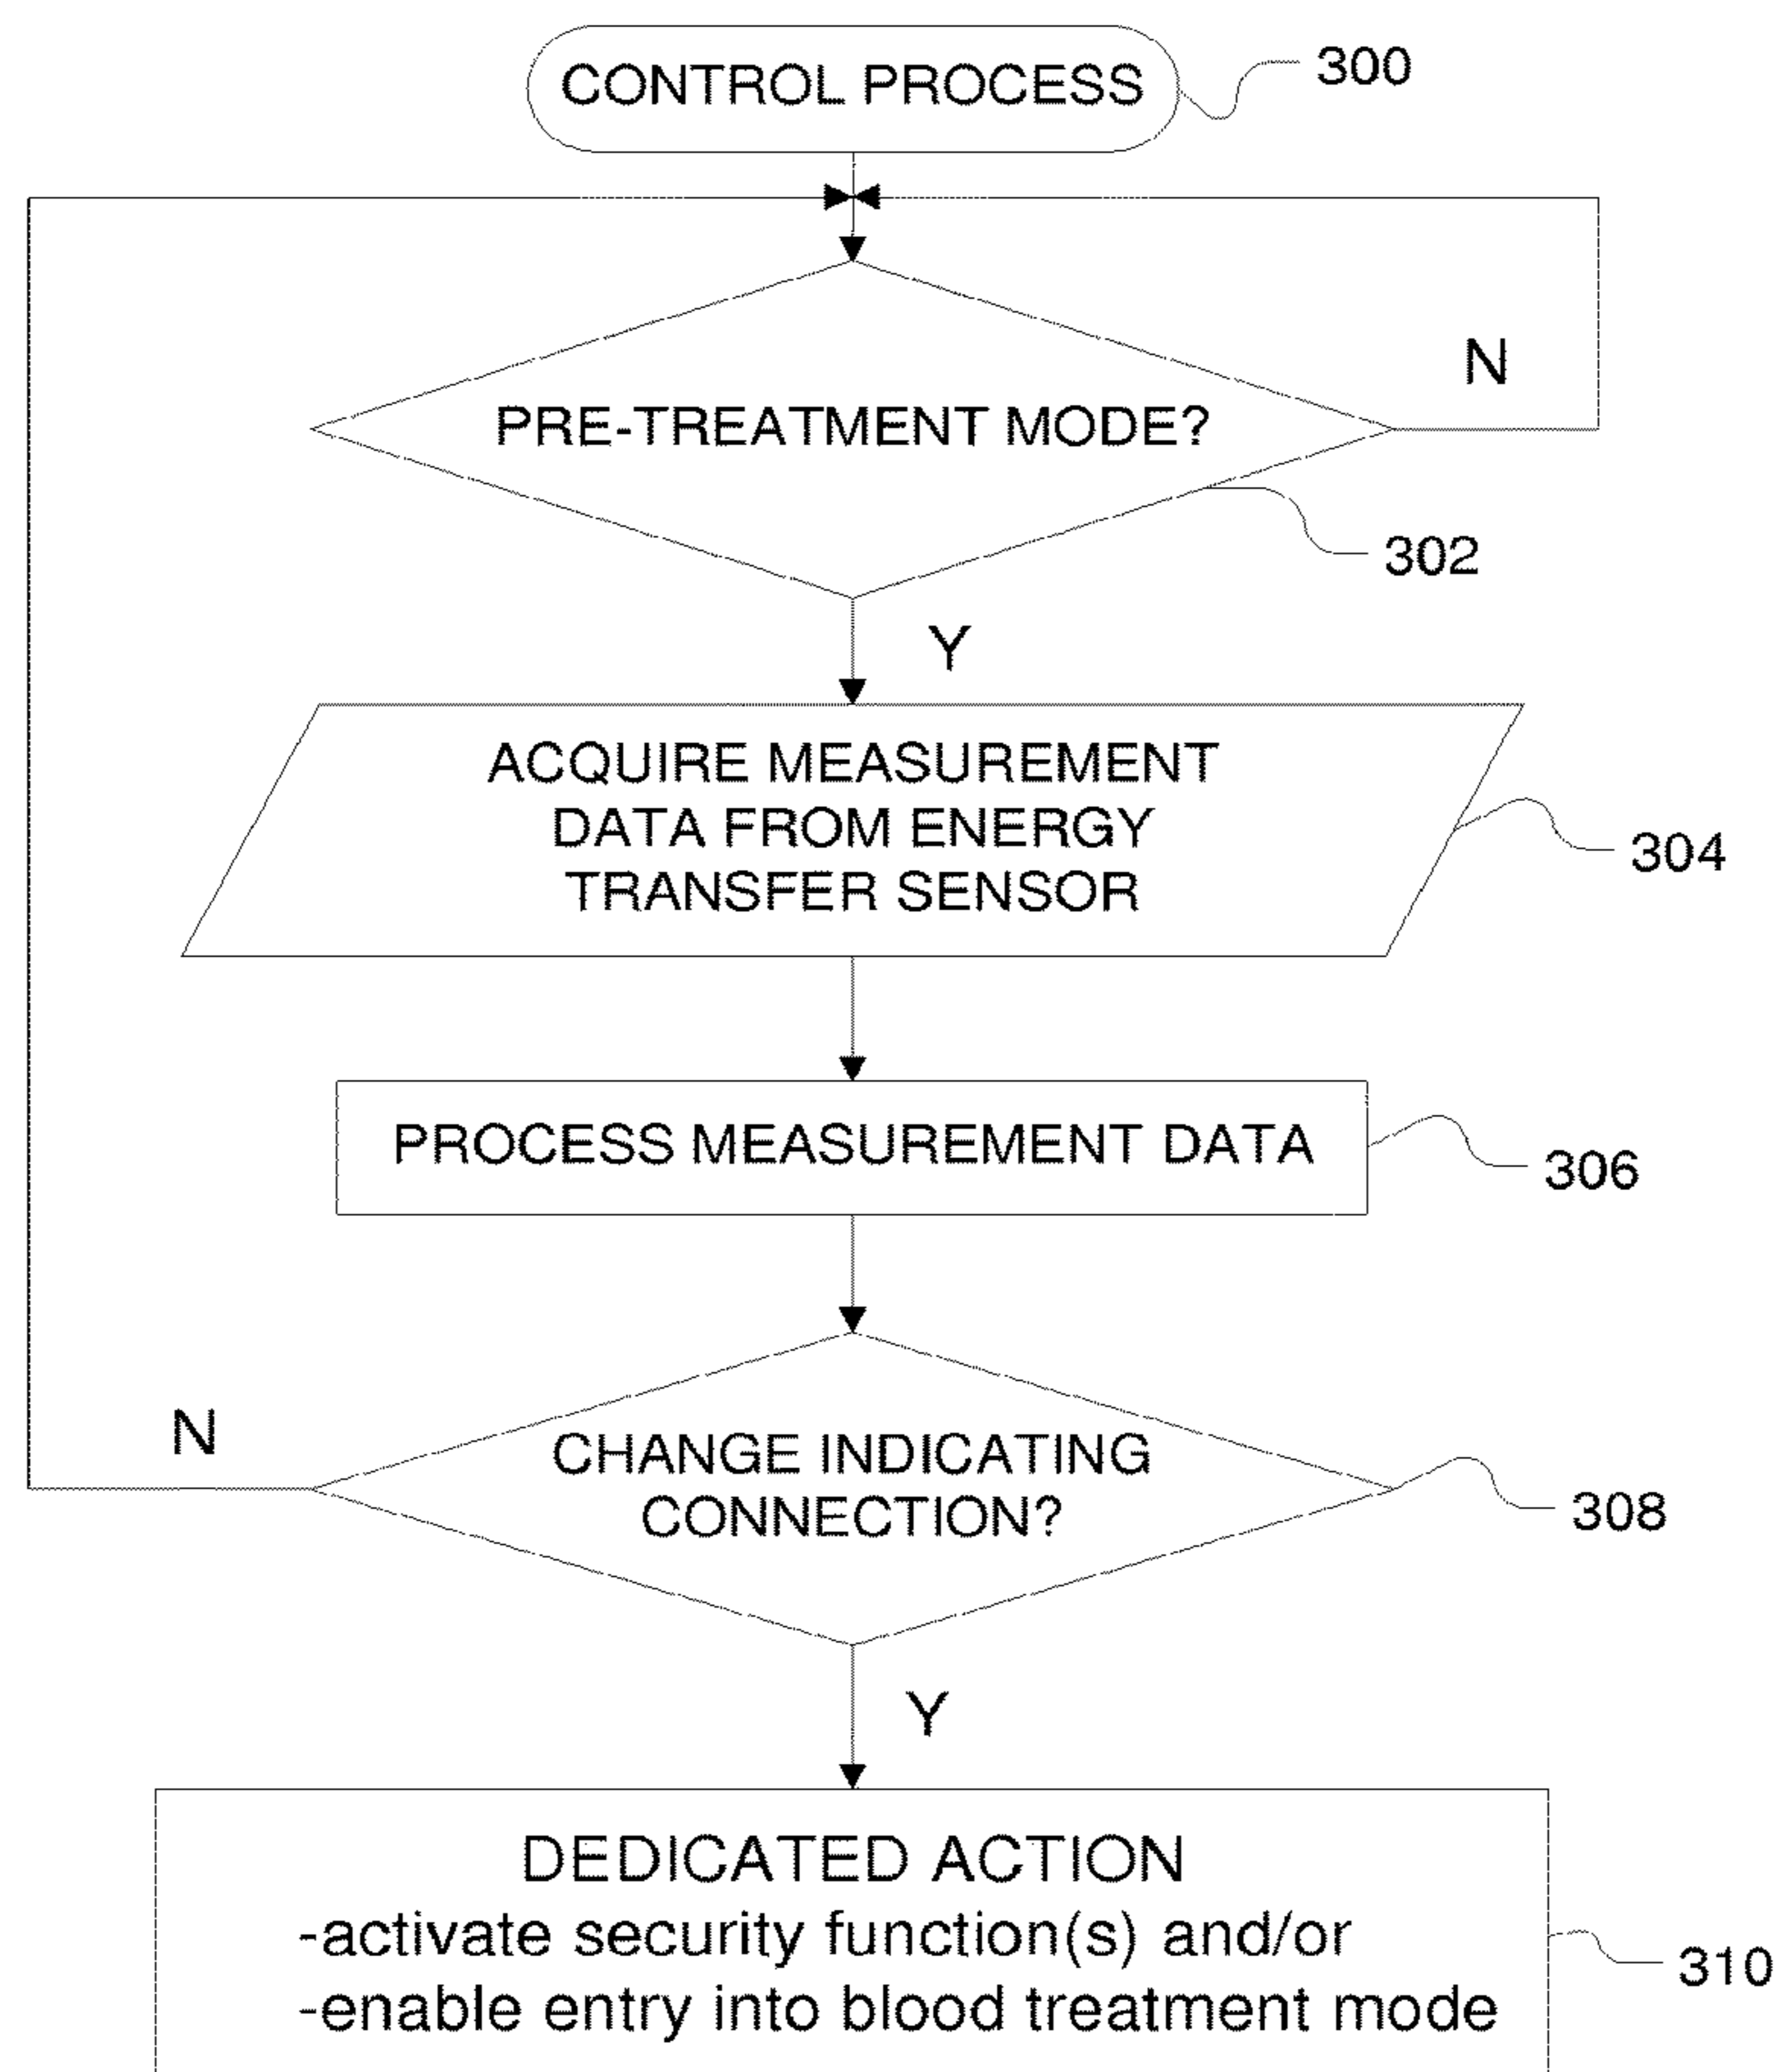 CONTROL PROCESS
300
PRE-TREATMENT MODE?
N
302
Y
ACQUIRE MEASUREMENT
DATA FROM ENERGY
TRANSFER SENSOR
304
PROCESS MEASUREMENT DATA
306
CHANGE INDICATING
CONNECTION?
N
308
Y
DEDICATED ACTION
-activate security function(s) and/or
-enable entry into blood treatment mode
310